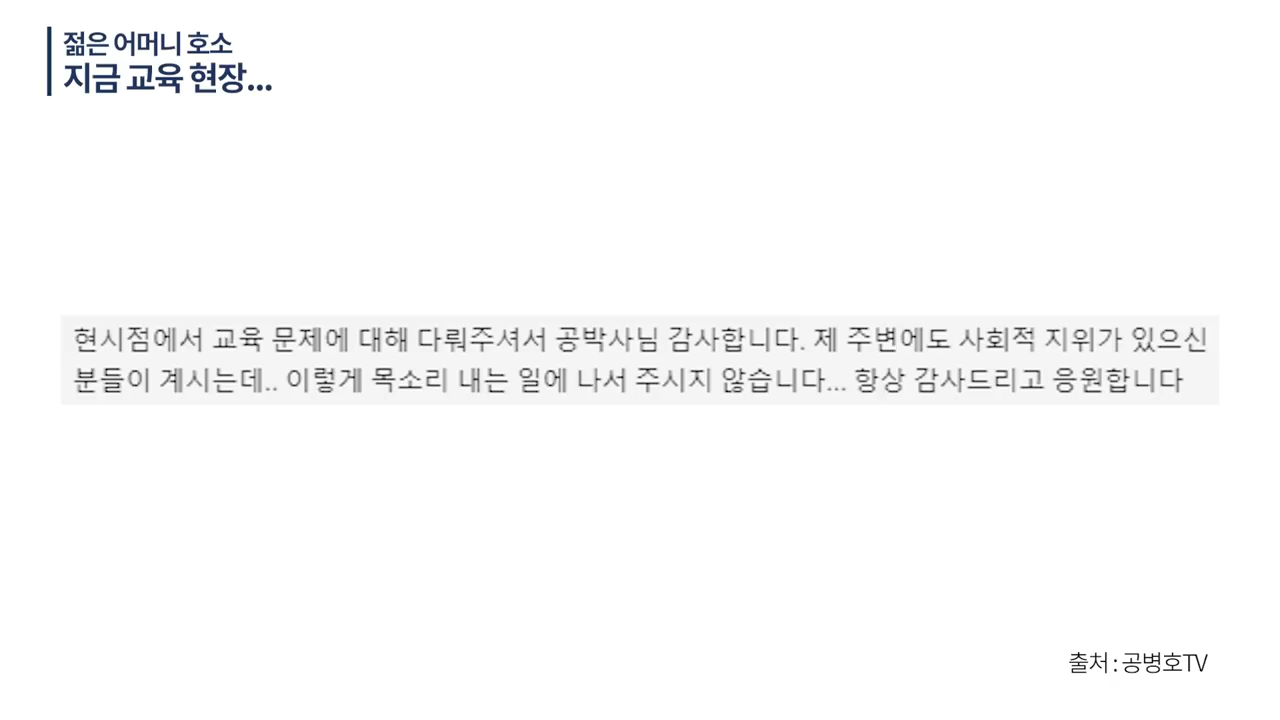 젊은 어머니 호소
지금 교육 현장...
현시점에서 교육 문제에 대해 다뤄주셔서 공박사님 감사합니다. 제 주변에도 사회적 지위가 있으신
분들이 계시는데.. 이렇게 목소리 내는 일에 나서 주시지 않습니다... 항상 감사드리고 응원합니다
출처 : 공병호TV